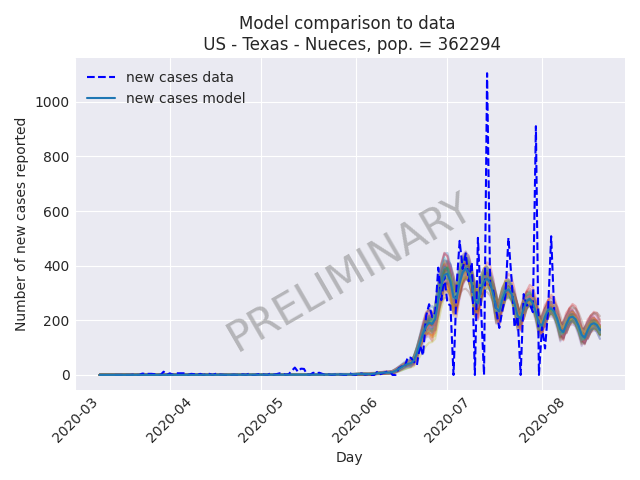 Model comparison to data
US - Texas - Nueces, pop. = 362294
new cases data
new cases model
PRELIMINARY
Number of new cases reported
1000
800
600
400
200
0
2020-03
2020-04
2020-05
2020-06
2020-07
2020-08
Day